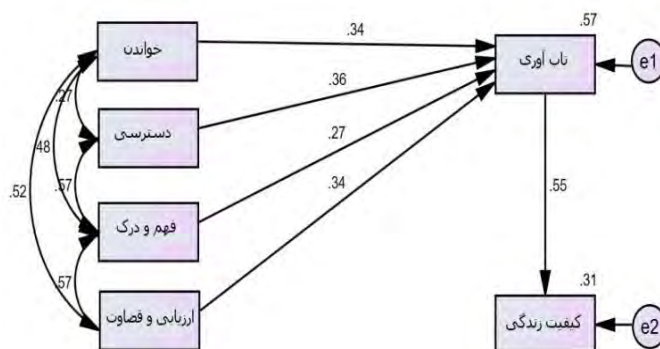 .57
.34
خواندن
تاب آوری
e1
.27
.36
دسترسی
.48
.27
.52
.57
.34
.55
فهم و درک
.57
.31
ارزیابی و قضاوت
کیفیت زندگی
e2